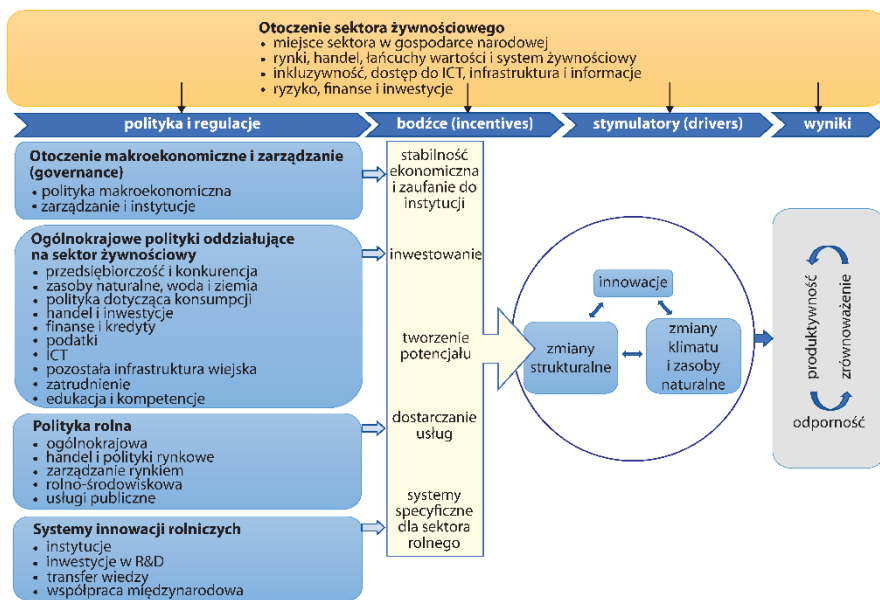 Otoczenie sektora żywnościowego
• miejsce sektora w gospodarce narodowej
• rynki, handel, łańcuchy wartości i system żywnościowy
• inkluzywność, dostęp do ICT, infrastruktura i informacje
• ryzyko, finanse i inwestycje
polityka i regulacje
bodźce (incentives)
stymulatory (drivers)
wyniki
Otoczenie makroekonomiczne i zarządzanie
(governance)
• polityka makroekonomiczna
• zarządzanie i instytucje
Ogólnokrajowe polityki oddziałujące
na sektor żywnościowy
• przedsiębiorczość i konkurencja
• zasoby naturalne, woda i ziemia
• polityka dotycząca konsumpcji
• handel i inwestycje
• finanse i kredyty
• podatki
• ICT
• pozostała infrastruktura wiejska
• zatrudnienie
• edukacja i kompetencje
Polityka rolna
• ogólnokrajowa
• handel i polityki rynkowe
• zarządzanie rynkiem
• rolno-środowiskowa
• usługi publiczne
Systemy innowacji rolniczych
• instytucje
• inwestycje w R&D
• transfer wiedzy
• współpraca międzynarodowa
stabilność
ekonomiczna
i zaufanie do
instytucji
inwestowanie
tworzenie
potencjału
dostarczanie
usług
systemy
specyficzne
dla sektora
rolnego
innowacje
zmiany
strukturalne
zmiany
klimatu
i zasoby
naturalne
produktywność
zrównoważenie
odporność